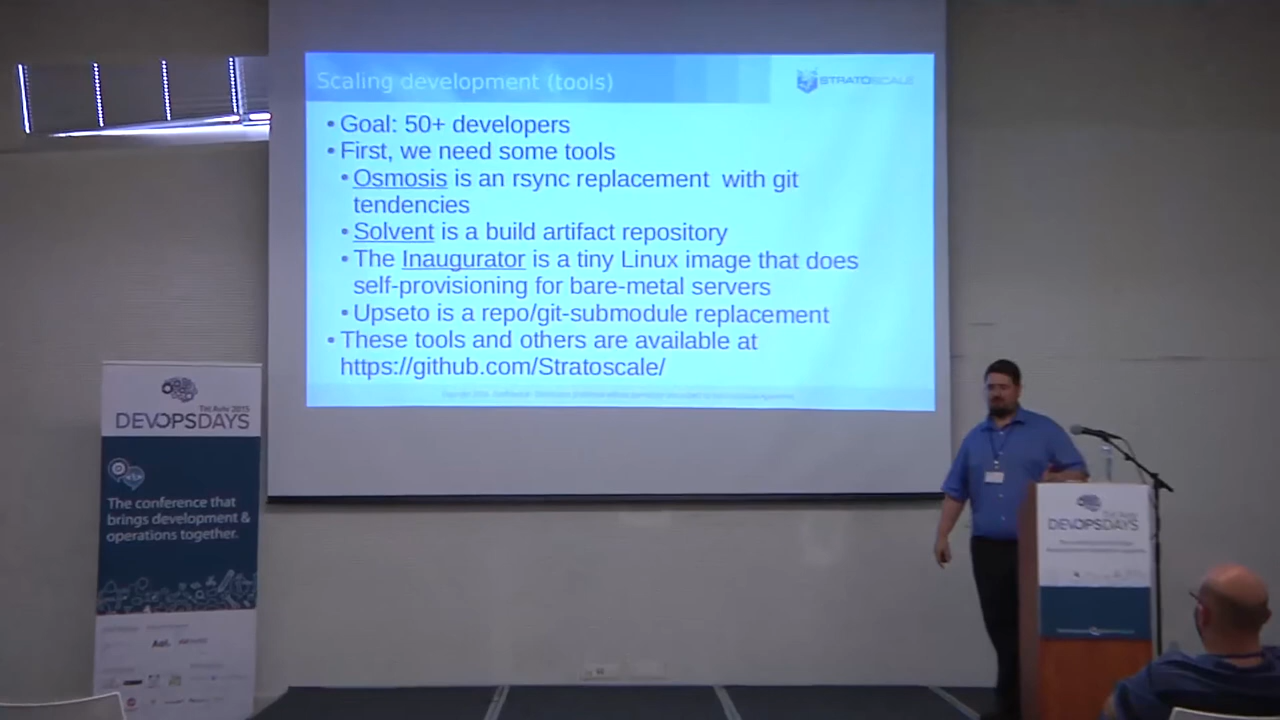 Scaling development (tools)
STRATOSCALE
• Goal: 50+ developers
• First, we need some tools
• Osmosis is an rsync replacement with git
tendencies
• Solvent is a build artifact repository
• The Inaugurator is a tiny Linux image that does
self-provisioning for bare-metal servers
• Upseto is a repo/git-submodule replacement
• These tools and others are available at
https://github.com/Stratoscale/
Tel Aviv 2015
DEVOPSDAYS
The conference that
brings development &
operations together.
DEVOPSDAYS